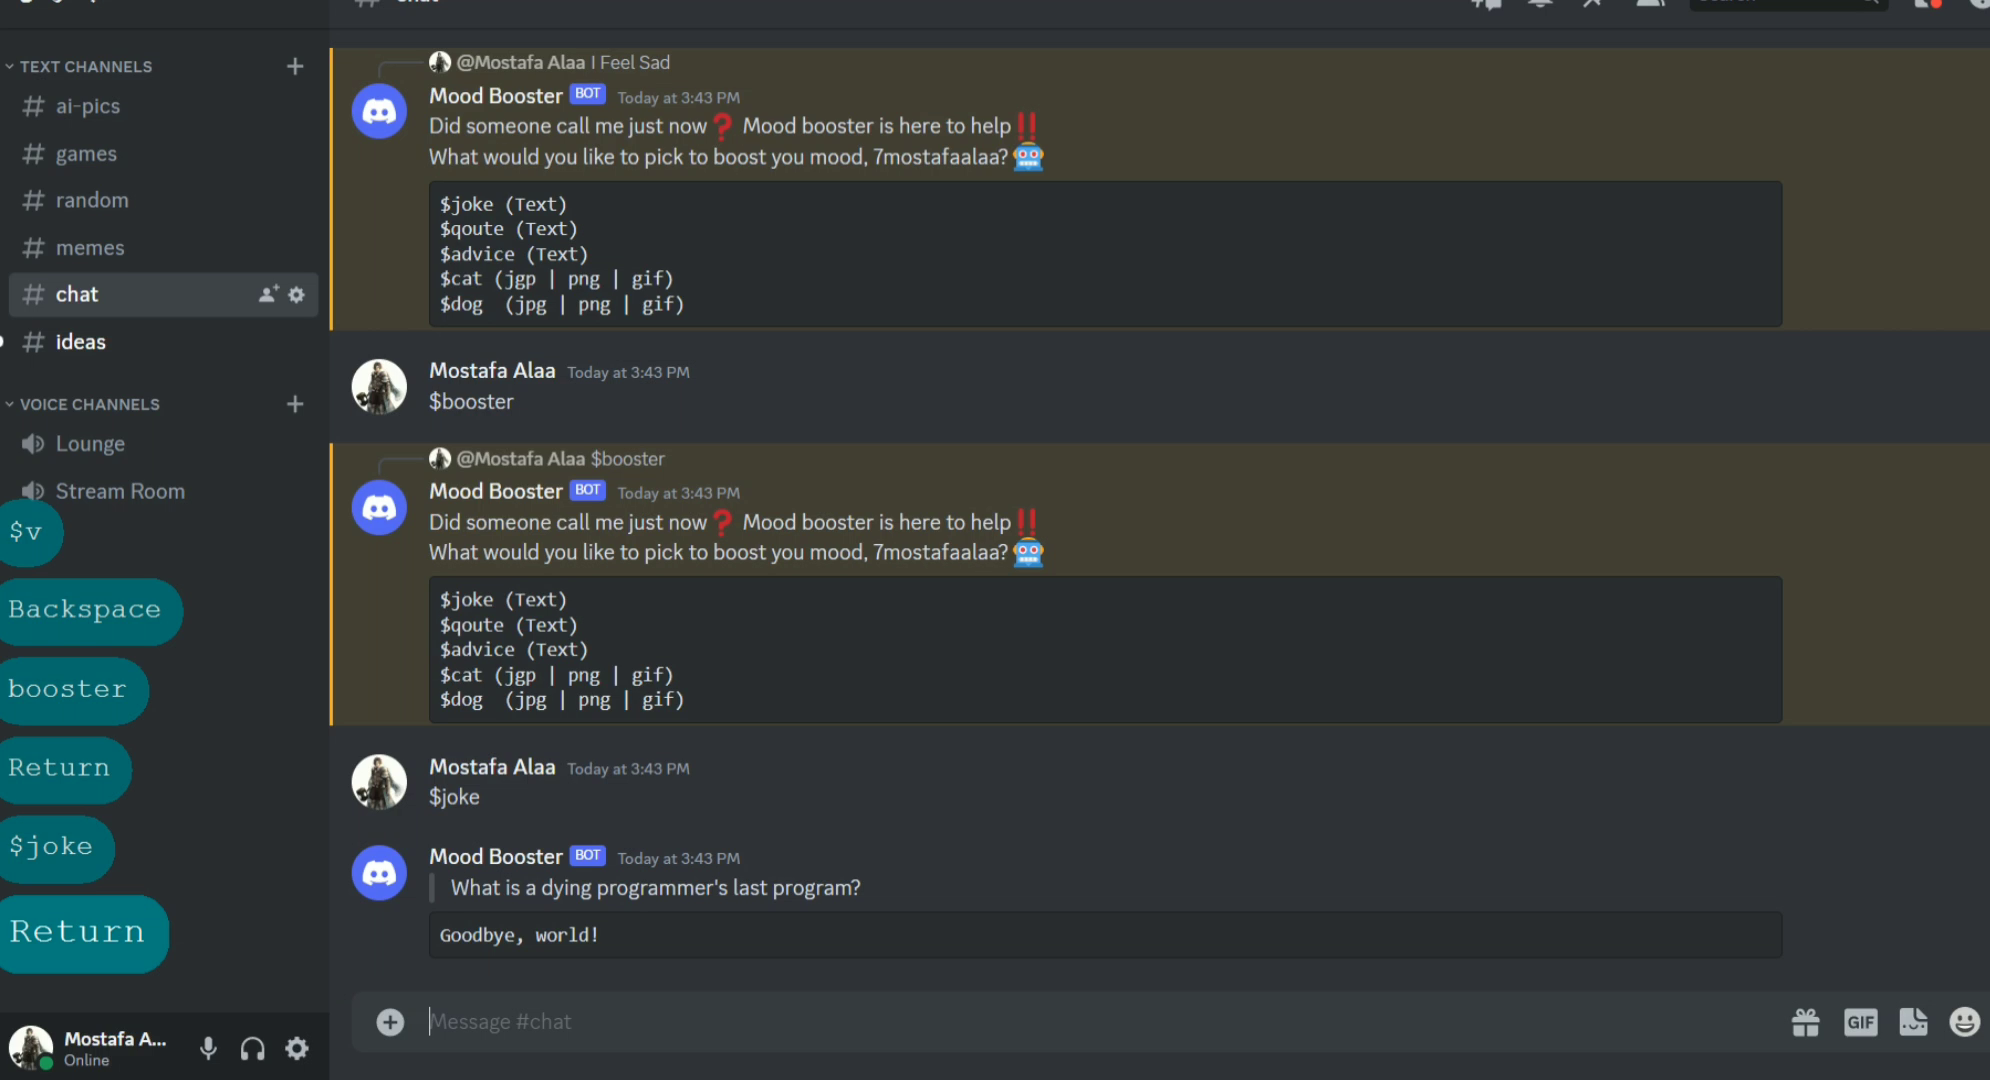 TEXT CHANNELS
ai-pics
games
random
memes
chat
ideas
VOICE CHANNELS
Lounge
Stream Room
$v
Backspace
booster
Return
$joke
Return
Mostafa A...
Online
@Mostafa Alaa I Feel Sad
Mood Booster BOT Today at 3:43 PM
Did someone call me just now❓ Mood booster is here to help‼️
What would you like to pick to boost you mood, 7mostafaalaa?🤖
$joke (Text)
$qoute (Text)
$advice (Text)
$cat (jgp | png | gif)
$dog  (jpg | png | gif)
Mostafa Alaa Today at 3:43 PM
$booster
@Mostafa Alaa $booster
Mood Booster BOT Today at 3:43 PM
Did someone call me just now❓ Mood booster is here to help‼️
What would you like to pick to boost you mood, 7mostafaalaa?🤖
$joke (Text)
$qoute (Text)
$advice (Text)
$cat (jgp | png | gif)
$dog  (jpg | png | gif)
Mostafa Alaa Today at 3:43 PM
$joke
Mood Booster BOT Today at 3:43 PM
What is a dying programmer's last program?
Goodbye, world!
Message #chat
GIF